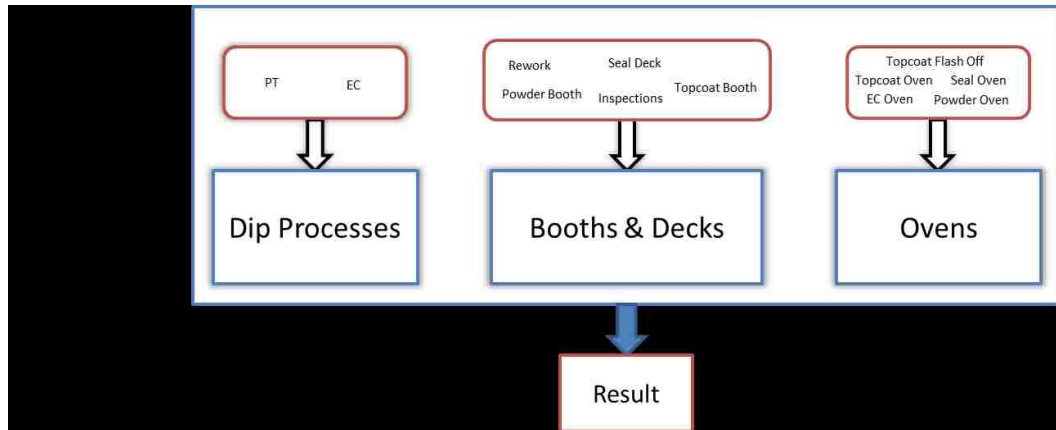 PT
EC
Rework
Seal Deck
Powder Booth
Inspections
Topcoat Booth
Topcoat Flash Off
Topcoat Oven
Seal Oven
EC Oven
Powder Oven
Dip Processes
Booths & Decks
Ovens
Result